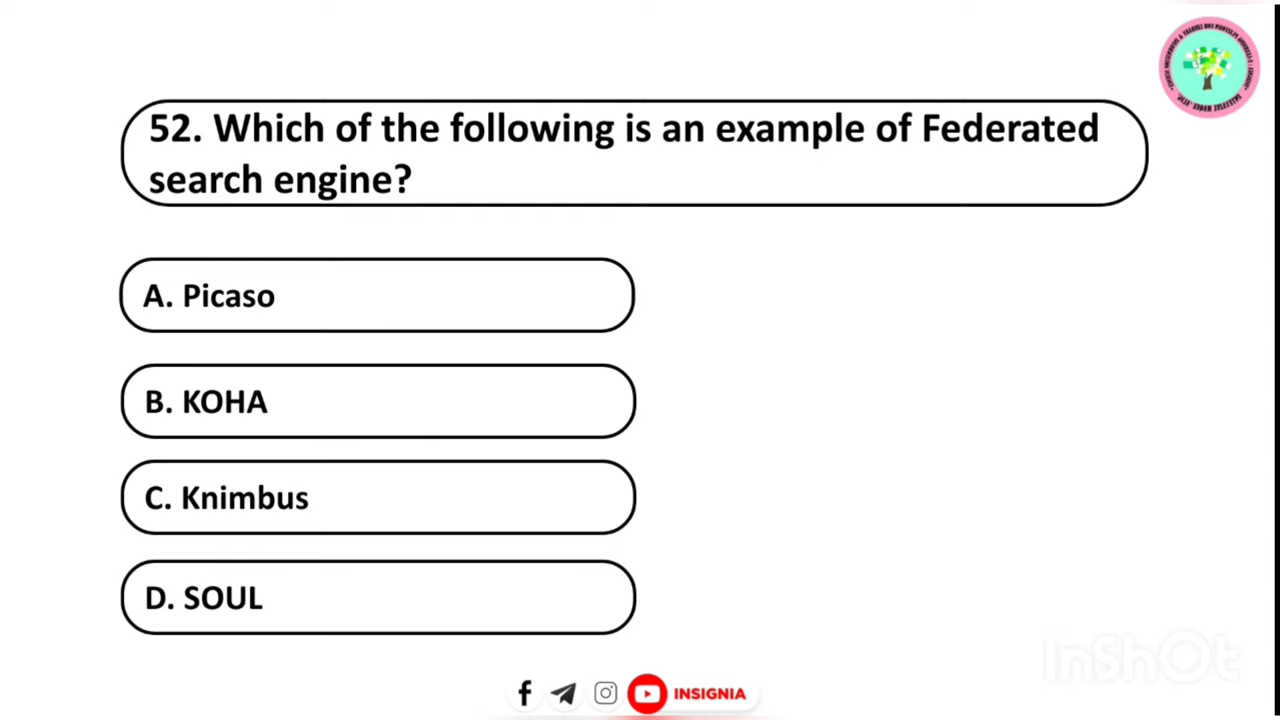 52. Which of the following is an example of Federated
search engine?
A. Picaso
B. KOHA
C. Knimbus
D. SOUL
InShOt
INSIGNIA